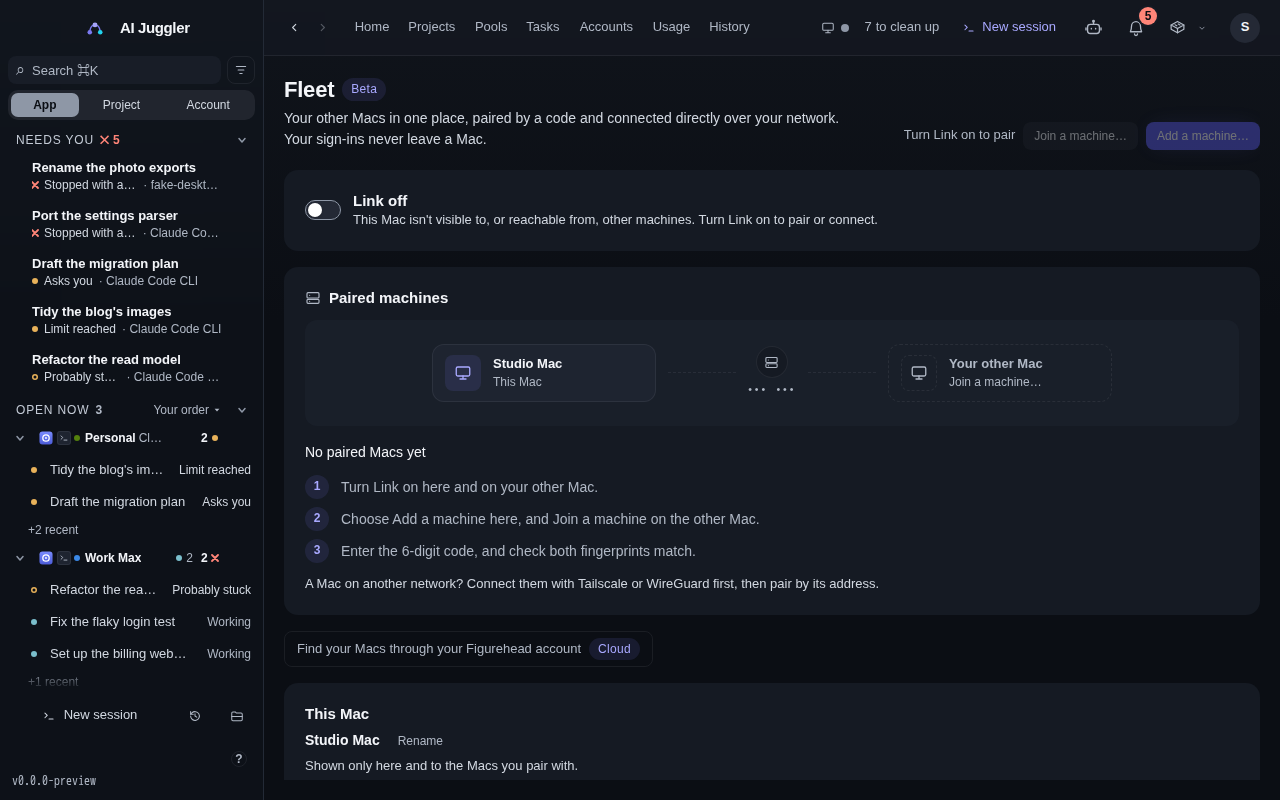 AI Juggler
Search ⌘K
App
Project
Account
NEEDS YOU 5
Rename the photo exports
Stopped with a… · fake-deskt…
Port the settings parser
Stopped with a… · Claude Co…
Draft the migration plan
Asks you · Claude Code CLI
Tidy the blog's images
Limit reached · Claude Code CLI
Refactor the read model
Probably st… · Claude Code …
OPEN NOW 3 Your order
Personal Cl… 2
Tidy the blog's im… Limit reached
Draft the migration plan Asks you
+2 recent
Work Max 2 2
Refactor the rea… Probably stuck
Fix the flaky login test Working
Set up the billing web… Working
+1 recent
New session
?
v0.0.0-preview
Home Projects Pools Tasks Accounts Usage History
7 to clean up
New session
5
S
Fleet Beta
Your other Macs in one place, paired by a code and connected directly over your network.
Your sign-ins never leave a Mac.
Turn Link on to pair
Join a machine…
Add a machine…
Link off
This Mac isn't visible to, or reachable from, other machines. Turn Link on to pair or connect.
Paired machines
Studio Mac
This Mac
••• •••
Your other Mac
Join a machine…
No paired Macs yet
1 Turn Link on here and on your other Mac.
2 Choose Add a machine here, and Join a machine on the other Mac.
3 Enter the 6-digit code, and check both fingerprints match.
A Mac on another network? Connect them with Tailscale or WireGuard first, then pair by its address.
Find your Macs through your Figurehead account Cloud
This Mac
Studio Mac Rename
Shown only here and to the Macs you pair with.